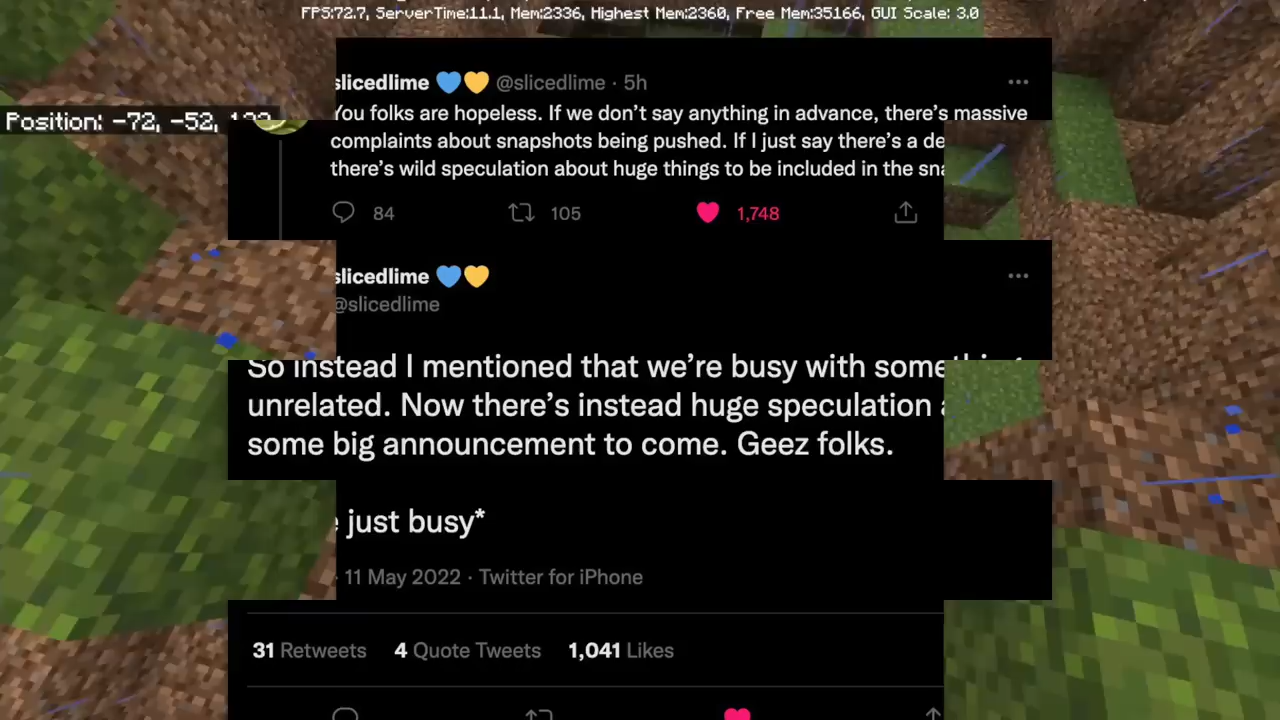 FPS:72.7, ServerTime:11.1, Mem:2336, Highest Mem:2360, Free Mem:35166, GUI Scale: 3.0
slicedlime 💙💛 @slicedlime · 5h
Position: -72, -52,
You folks are hopeless. If we don't say anything in advance, there's massive
complaints about snapshots being pushed. If I just say there's a
there's wild speculation about huge things to be included in the
84 105 1,748
slicedlime 💙💛
@slicedlime
So instead I mentioned that we're busy with
unrelated. Now there's instead huge speculation
some big announcement to come. Geez folks.
just busy*
11 May 2022 · Twitter for iPhone
31 Retweets 4 Quote Tweets 1,041 Likes